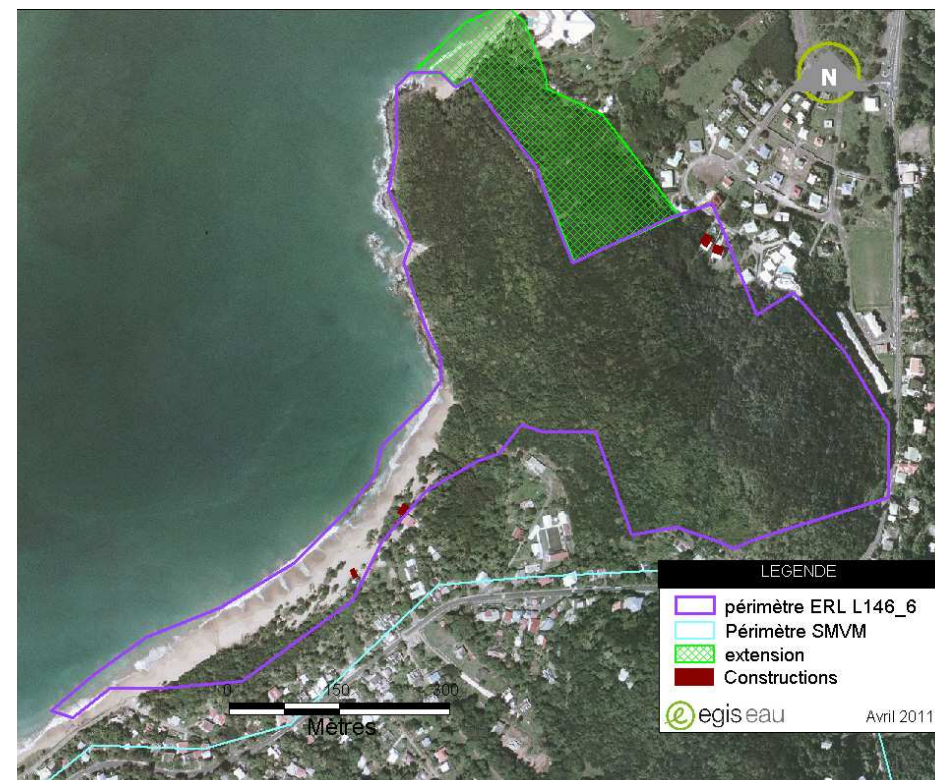 N
LEGENDE
périmètre ERL L146_6
Périmètre SMVM
extension
Constructions
egis eau
Avril 2011
0 150 300
Mètres